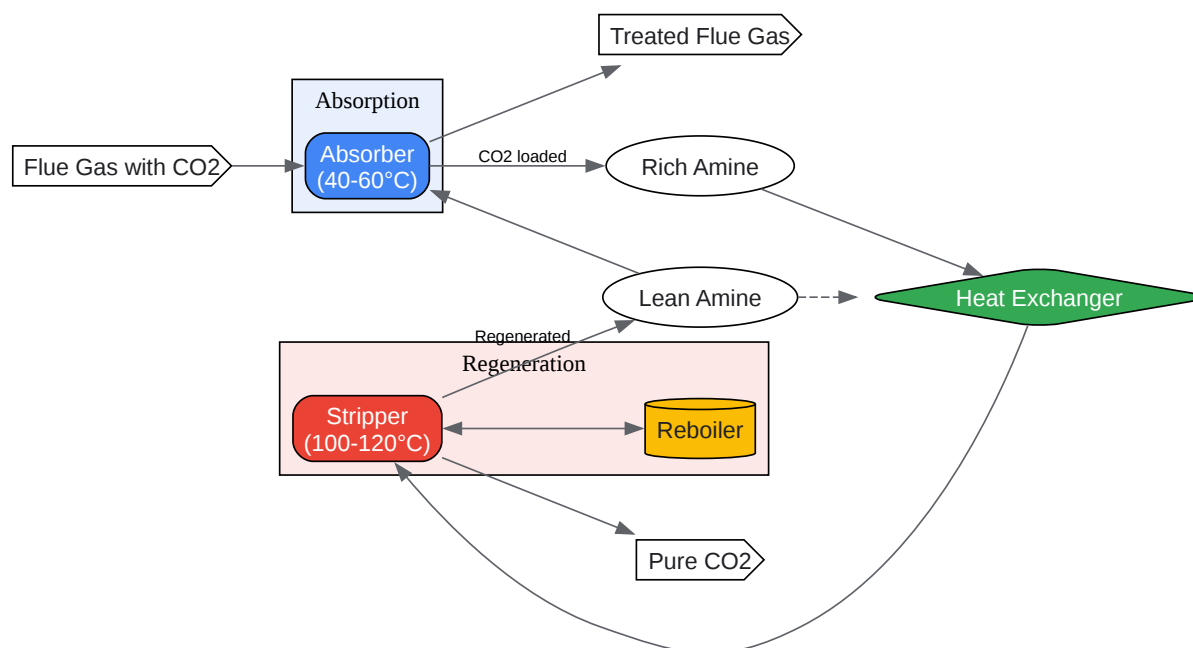 Treated Flue Gas
Absorption
Flue Gas with CO2
Absorber
(40-60°C)
CO2 loaded
Rich Amine
Lean Amine
Heat Exchanger
Regenerated
Regeneration
Stripper
(100-120°C)
Reboiler
Pure CO2